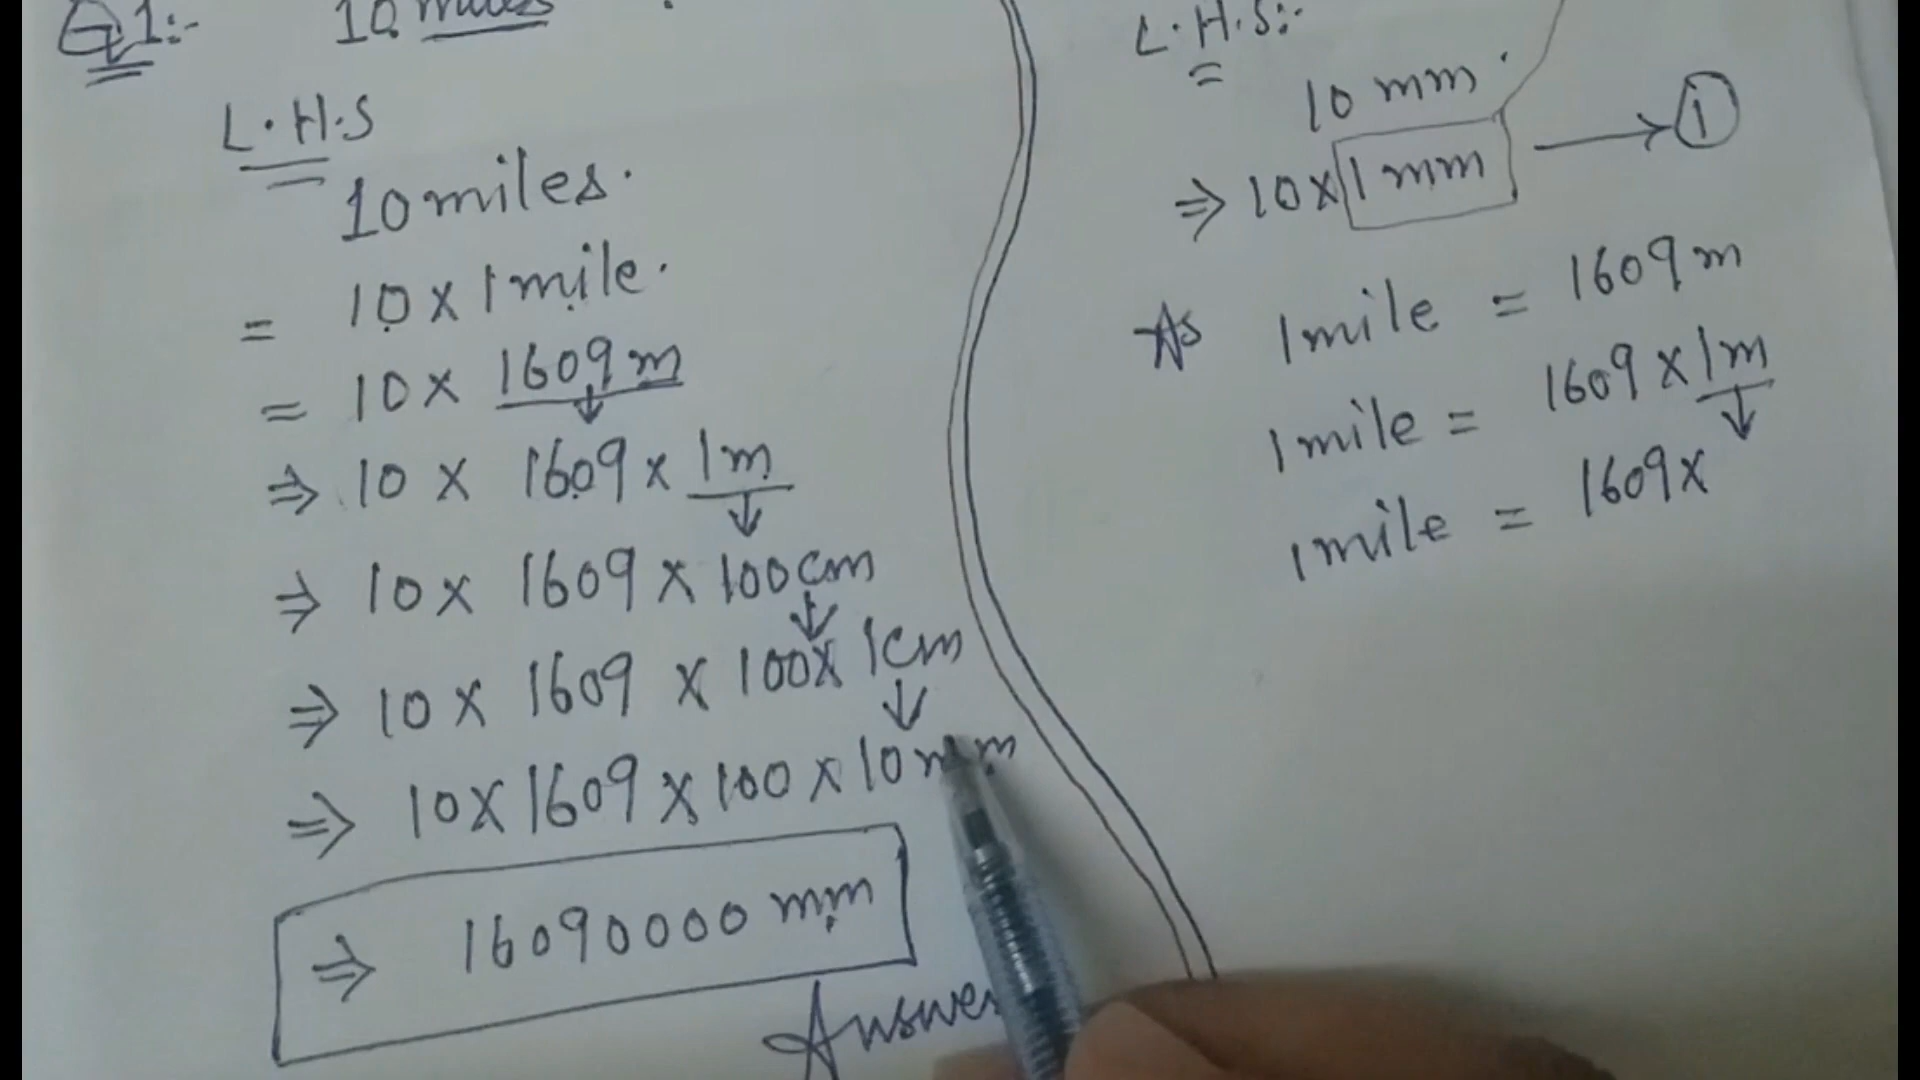 Q1:- 10 miles
L.H.S
10 miles.
= 10 x 1 mile.
= 10 x 1609 m
⇒ 10 x 1609 x 1m
⇒ 10 x 1609 x 100cm
⇒ 10 x 1609 x 100x 1cm
⇒ 10 x 1609 x 100 x 10mm
⇒ 16090000 mm
Answer
L.H.S:-
10 mm.
⇒ 10 x 1 mm → 1
As 1 mile = 1609 m
1 mile = 1609 x 1m
1 mile = 1609 x